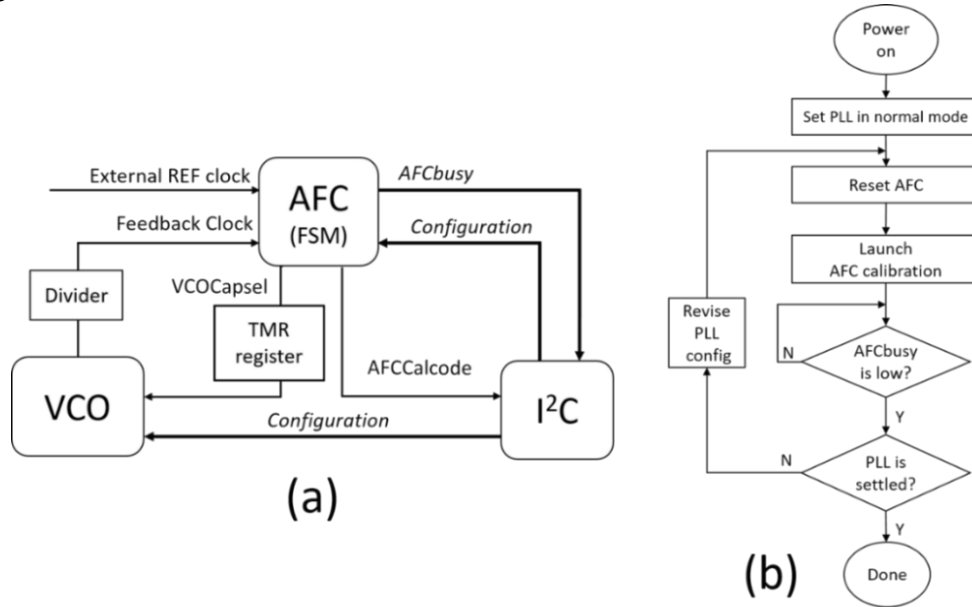 External REF clock
Feedback Clock
AFC
(FSM)
AFCbusy
Configuration
Divider
VCOCapsel
TMR
register
AFCCalcode
VCO
Configuration
I²C
(a)
Power
on
Set PLL in normal mode
Reset AFC
Launch
AFC calibration
Revise
PLL
config
N
AFCbusy
is low?
Y
N
PLL is
settled?
Y
Done
(b)